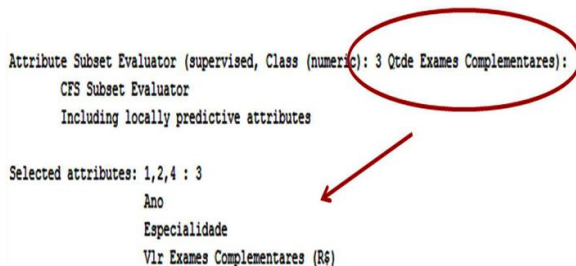 Attribute Subset Evaluator (supervised, Class (numeric): 3 Qtde Exames Complementares):
CFS Subset Evaluator
Including locally predictive attributes
Selected attributes: 1,2,4 : 3
Ano
Especialidade
Vlr Exames Complementares (R$)